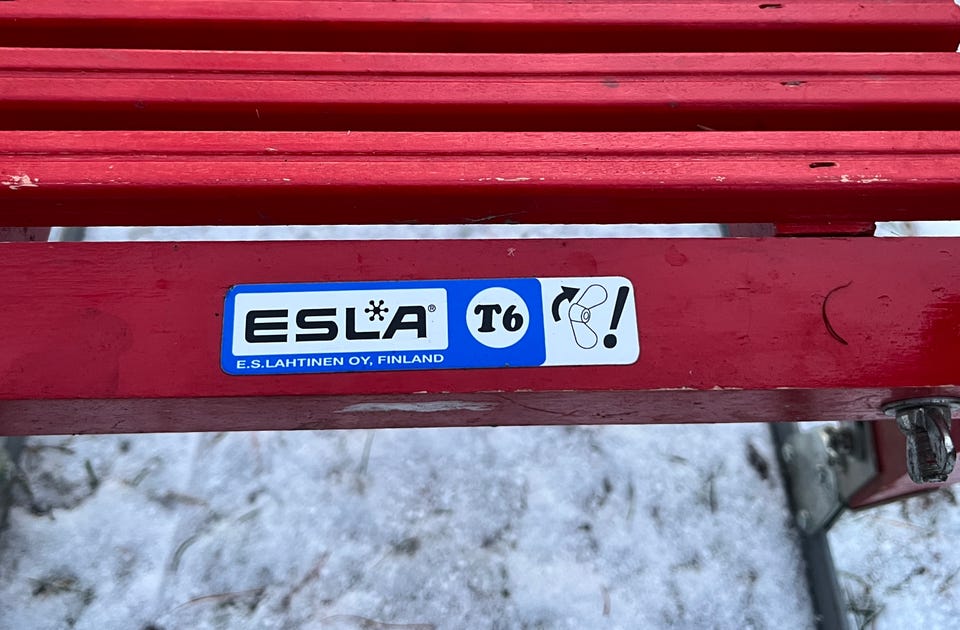 ESLA® T6 !
E.S.LAHTINEN OY, FINLAND